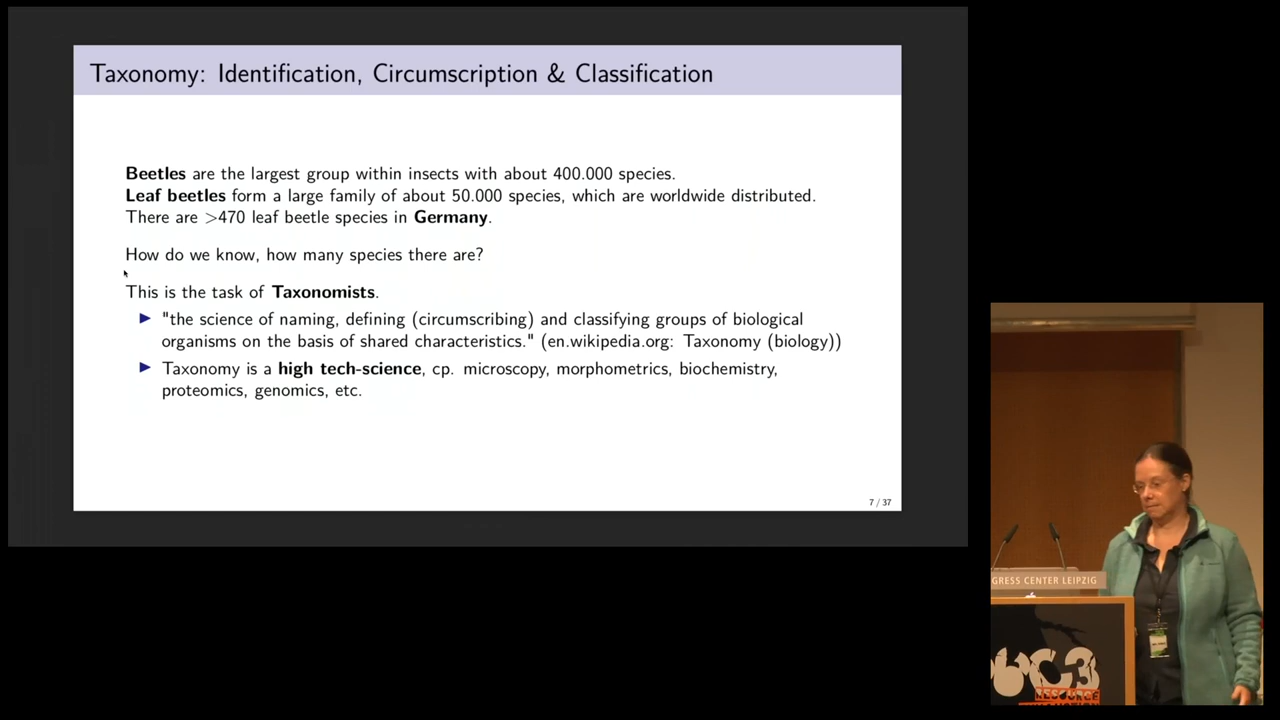 Taxonomy: Identification, Circumscription & Classification
Beetles are the largest group within insects with about 400.000 species.
Leaf beetles form a large family of about 50.000 species, which are worldwide distributed.
There are >470 leaf beetle species in Germany.
How do we know, how many species there are?
This is the task of Taxonomists.
"the science of naming, defining (circumscribing) and classifying groups of biological
organisms on the basis of shared characteristics." (en.wikipedia.org: Taxonomy (biology))
Taxonomy is a high tech-science, cp. microscopy, morphometrics, biochemistry,
proteomics, genomics, etc.
7 / 37
GRESS CENTER LEIPZIG
C3
RESOURCE